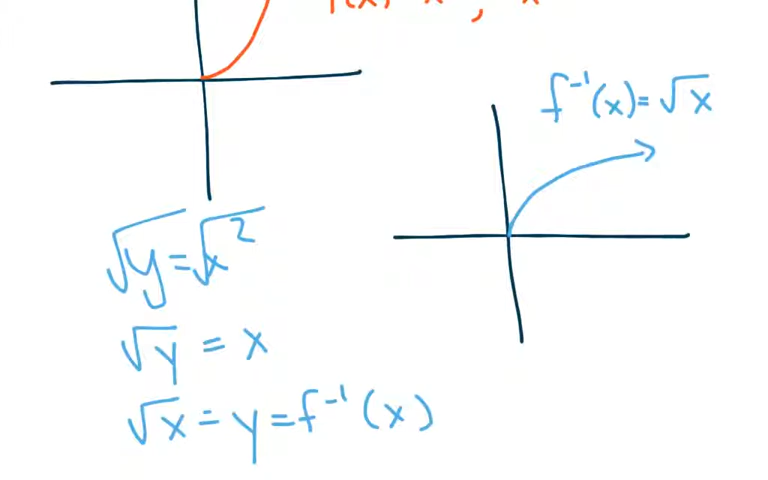 f⁻¹(x)=√x
√y=√x²
√y = x
√x = y = f⁻¹(x)